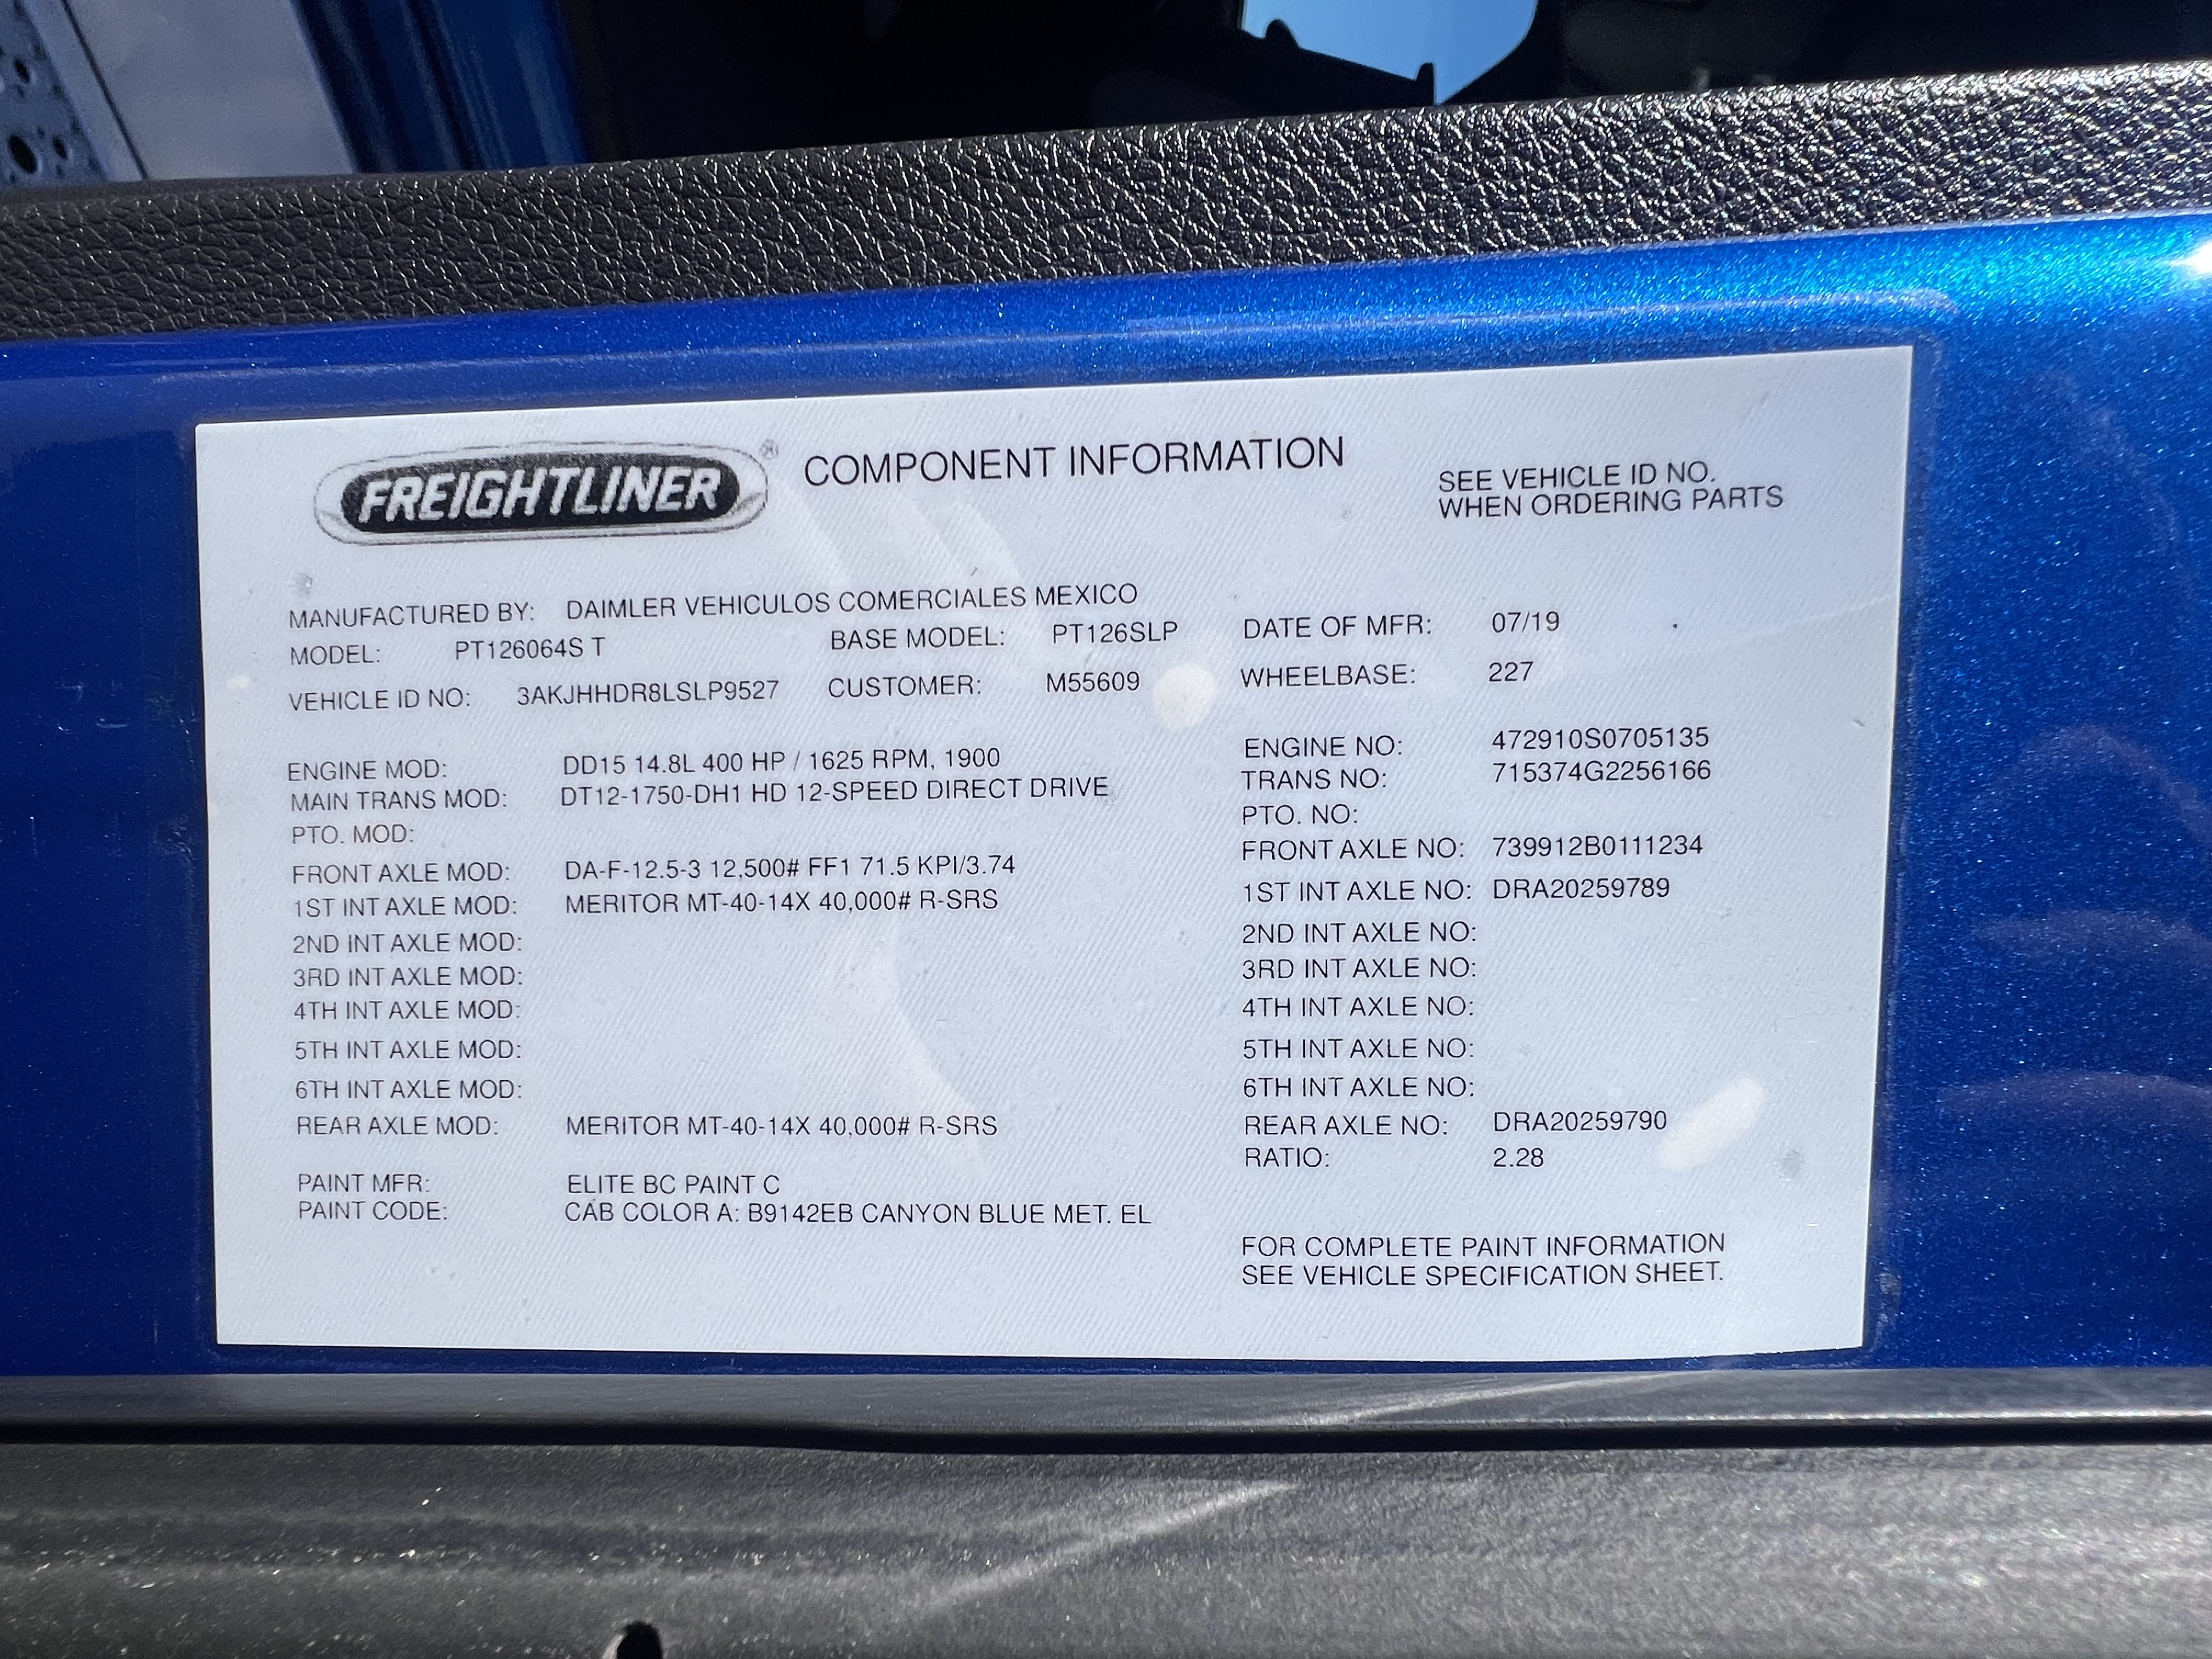 FREIGHTLINER ® COMPONENT INFORMATION
SEE VEHICLE ID NO.
WHEN ORDERING PARTS
MANUFACTURED BY: DAIMLER VEHICULOS COMERCIALES MEXICO
MODEL: PT126064S T BASE MODEL: PT126SLP DATE OF MFR: 07/19
VEHICLE ID NO: 3AKJHHDR8LSLP9527 CUSTOMER: M55609 WHEELBASE: 227
ENGINE MOD: DD15 14.8L 400 HP / 1625 RPM, 1900 ENGINE NO: 472910S0705135
MAIN TRANS MOD: DT12-1750-DH1 HD 12-SPEED DIRECT DRIVE TRANS NO: 715374G2256166
PTO. MOD: PTO. NO:
FRONT AXLE MOD: DA-F-12.5-3 12,500# FF1 71.5 KPI/3.74 FRONT AXLE NO: 739912B0111234
1ST INT AXLE MOD: MERITOR MT-40-14X 40,000# R-SRS 1ST INT AXLE NO: DRA20259789
2ND INT AXLE MOD: 2ND INT AXLE NO:
3RD INT AXLE MOD: 3RD INT AXLE NO:
4TH INT AXLE MOD: 4TH INT AXLE NO:
5TH INT AXLE MOD: 5TH INT AXLE NO:
6TH INT AXLE MOD: 6TH INT AXLE NO:
REAR AXLE MOD: MERITOR MT-40-14X 40,000# R-SRS REAR AXLE NO: DRA20259790
RATIO: 2.28
PAINT MFR: ELITE BC PAINT C
PAINT CODE: CAB COLOR A: B9142EB CANYON BLUE MET. EL
FOR COMPLETE PAINT INFORMATION
SEE VEHICLE SPECIFICATION SHEET.